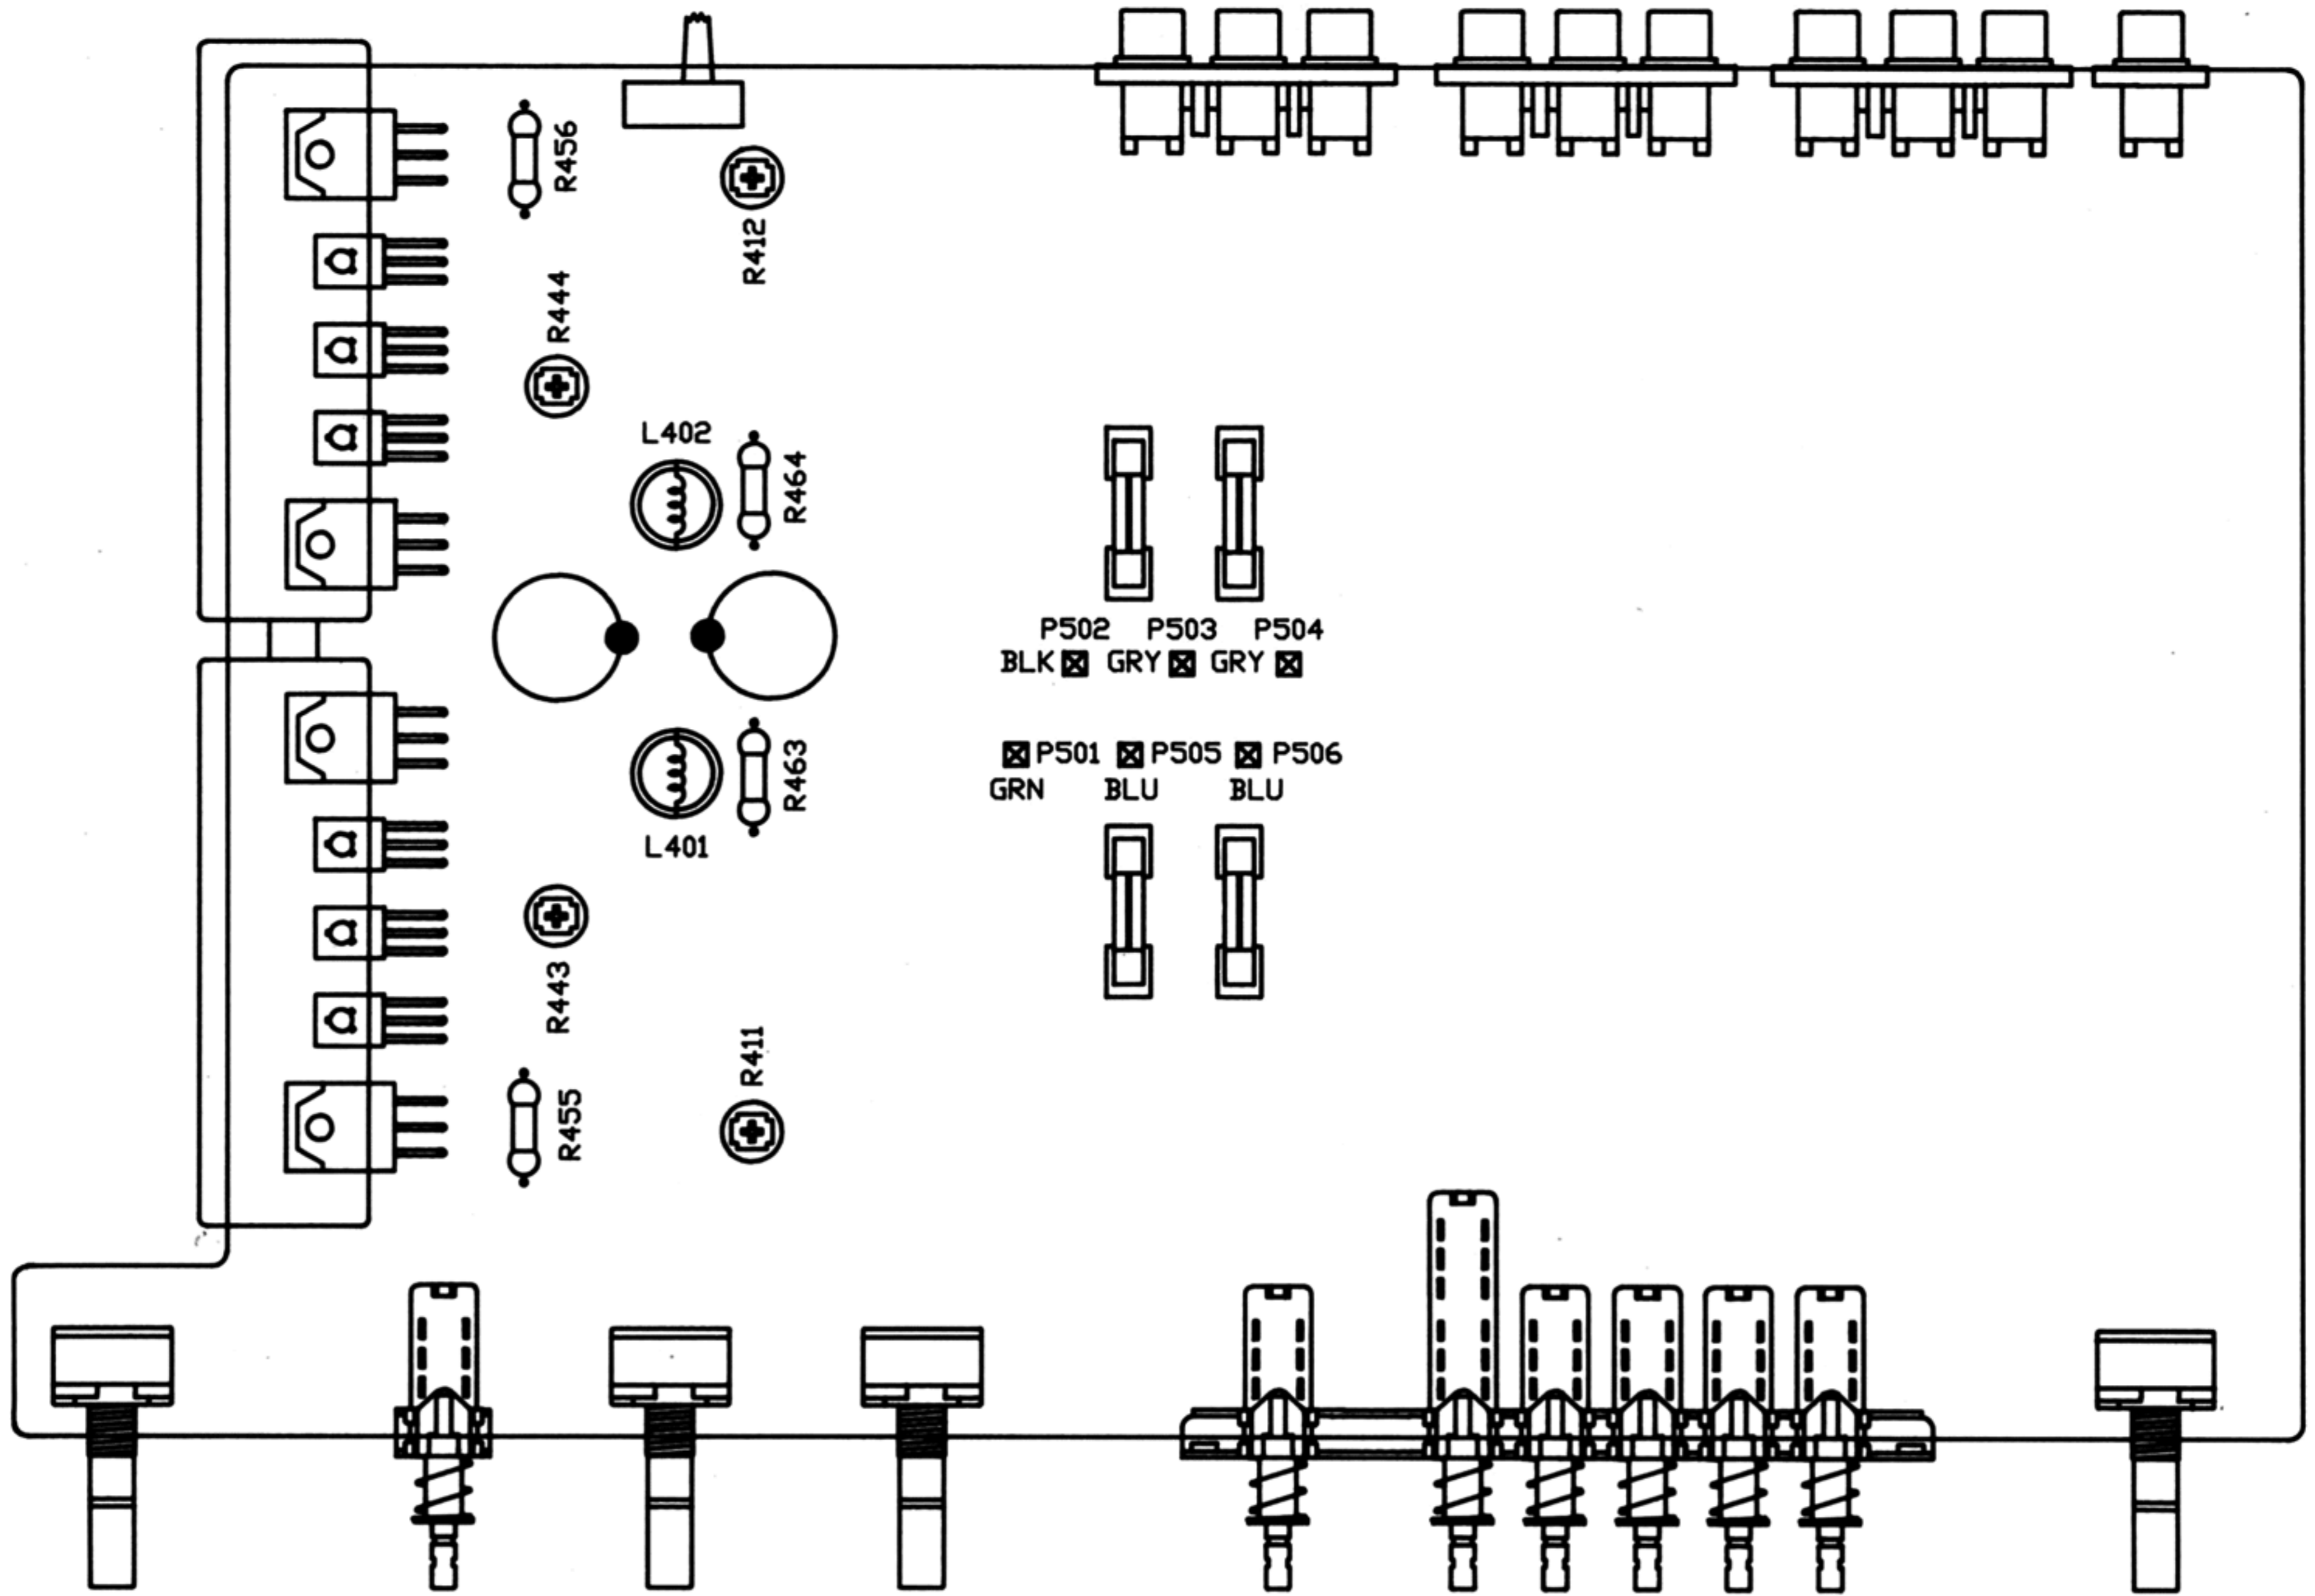 R456
R412
R444
L402
R464
P502 P503 P504
BLK GRY GRY
P501 P505 P506
GRN BLU BLU
R463
L401
R443
R411
R455